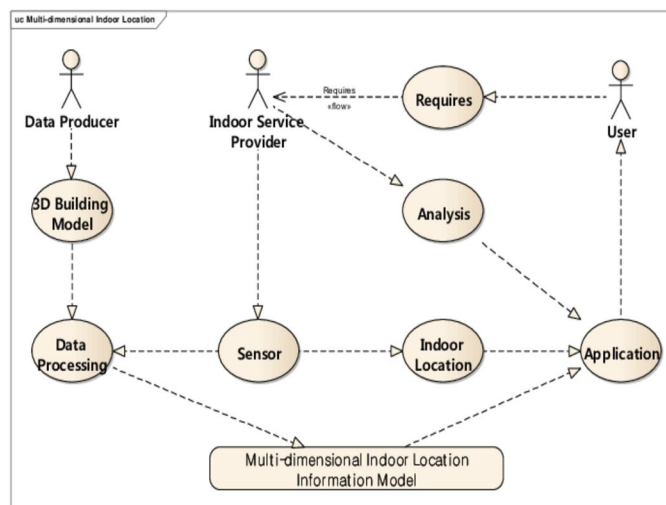 uc Multi-dimensional Indoor Location
Data Producer
Indoor Service
Provider
Requires
«flow»
Requires
User
3D Building
Model
Analysis
Data
Processing
Sensor
Indoor
Location
Application
Multi-dimensional Indoor Location
Information Model